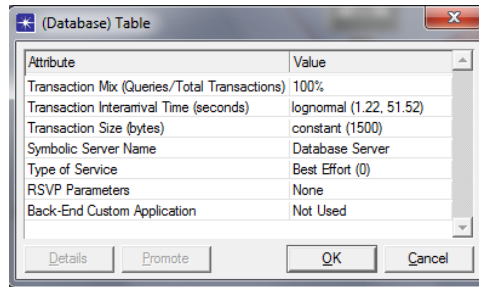 (Database) Table
Attribute Value
Transaction Mix (Queries/Total Transactions) 100%
Transaction Interarrival Time (seconds) lognormal (1.22, 51.52)
Transaction Size (bytes) constant (1500)
Symbolic Server Name Database Server
Type of Service Best Effort (0)
RSVP Parameters None
Back-End Custom Application Not Used
Details Promote OK Cancel